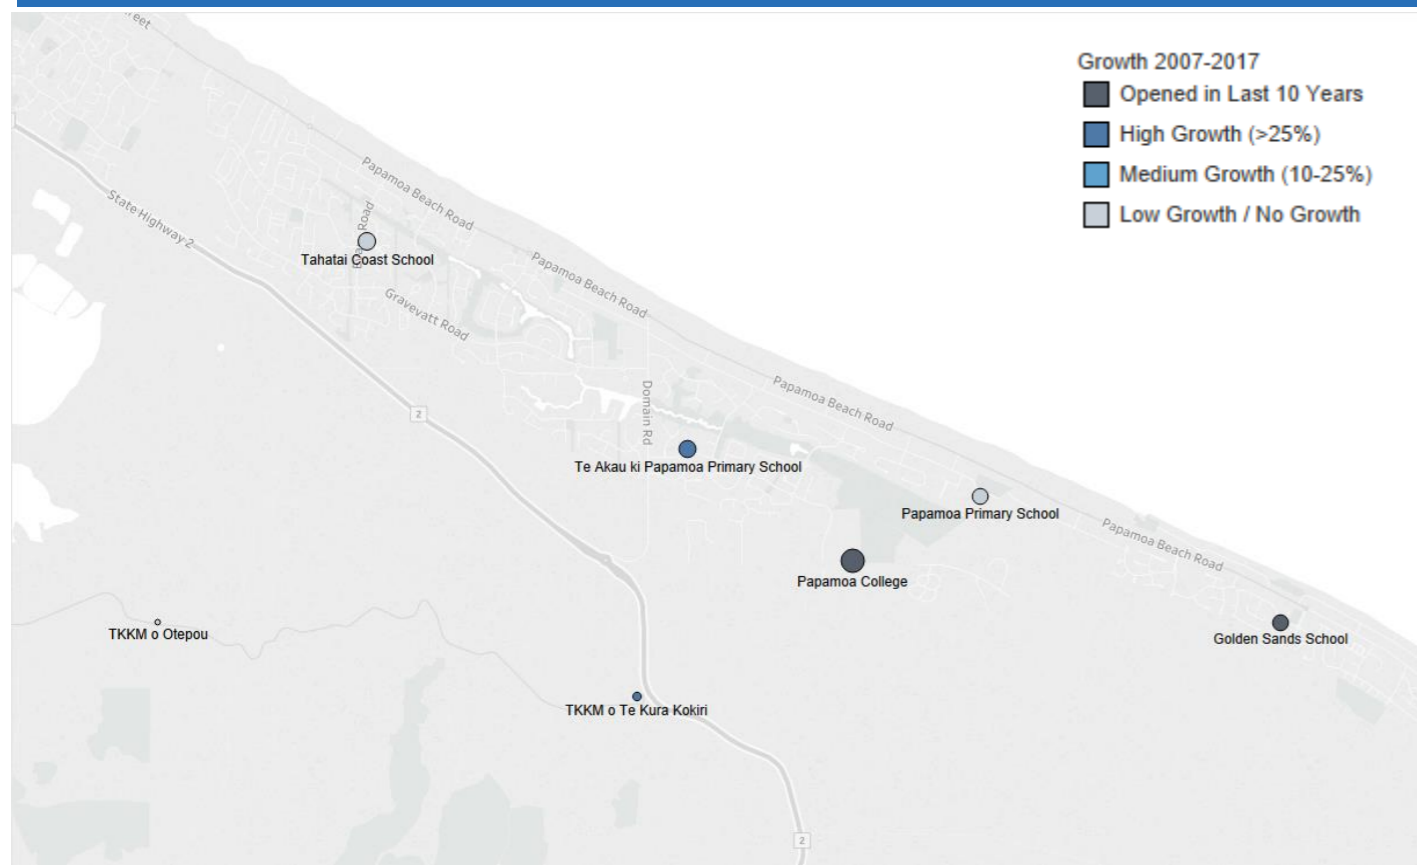 Growth 2007-2017
Opened in Last 10 Years
High Growth (>25%)
Medium Growth (10-25%)
Low Growth / No Growth
Papamoa Beach Road
State Highway 2
Road
Tahatai Coast School
Papamoa Beach Road
Gravevatt Road
2
Domain Rd
Papamoa Beach Road
Te Akau ki Papamoa Primary School
Papamoa Primary School
Papamoa Beach Road
Papamoa College
TKKM o Otepou
Golden Sands School
TKKM o Te Kura Kokiri
2